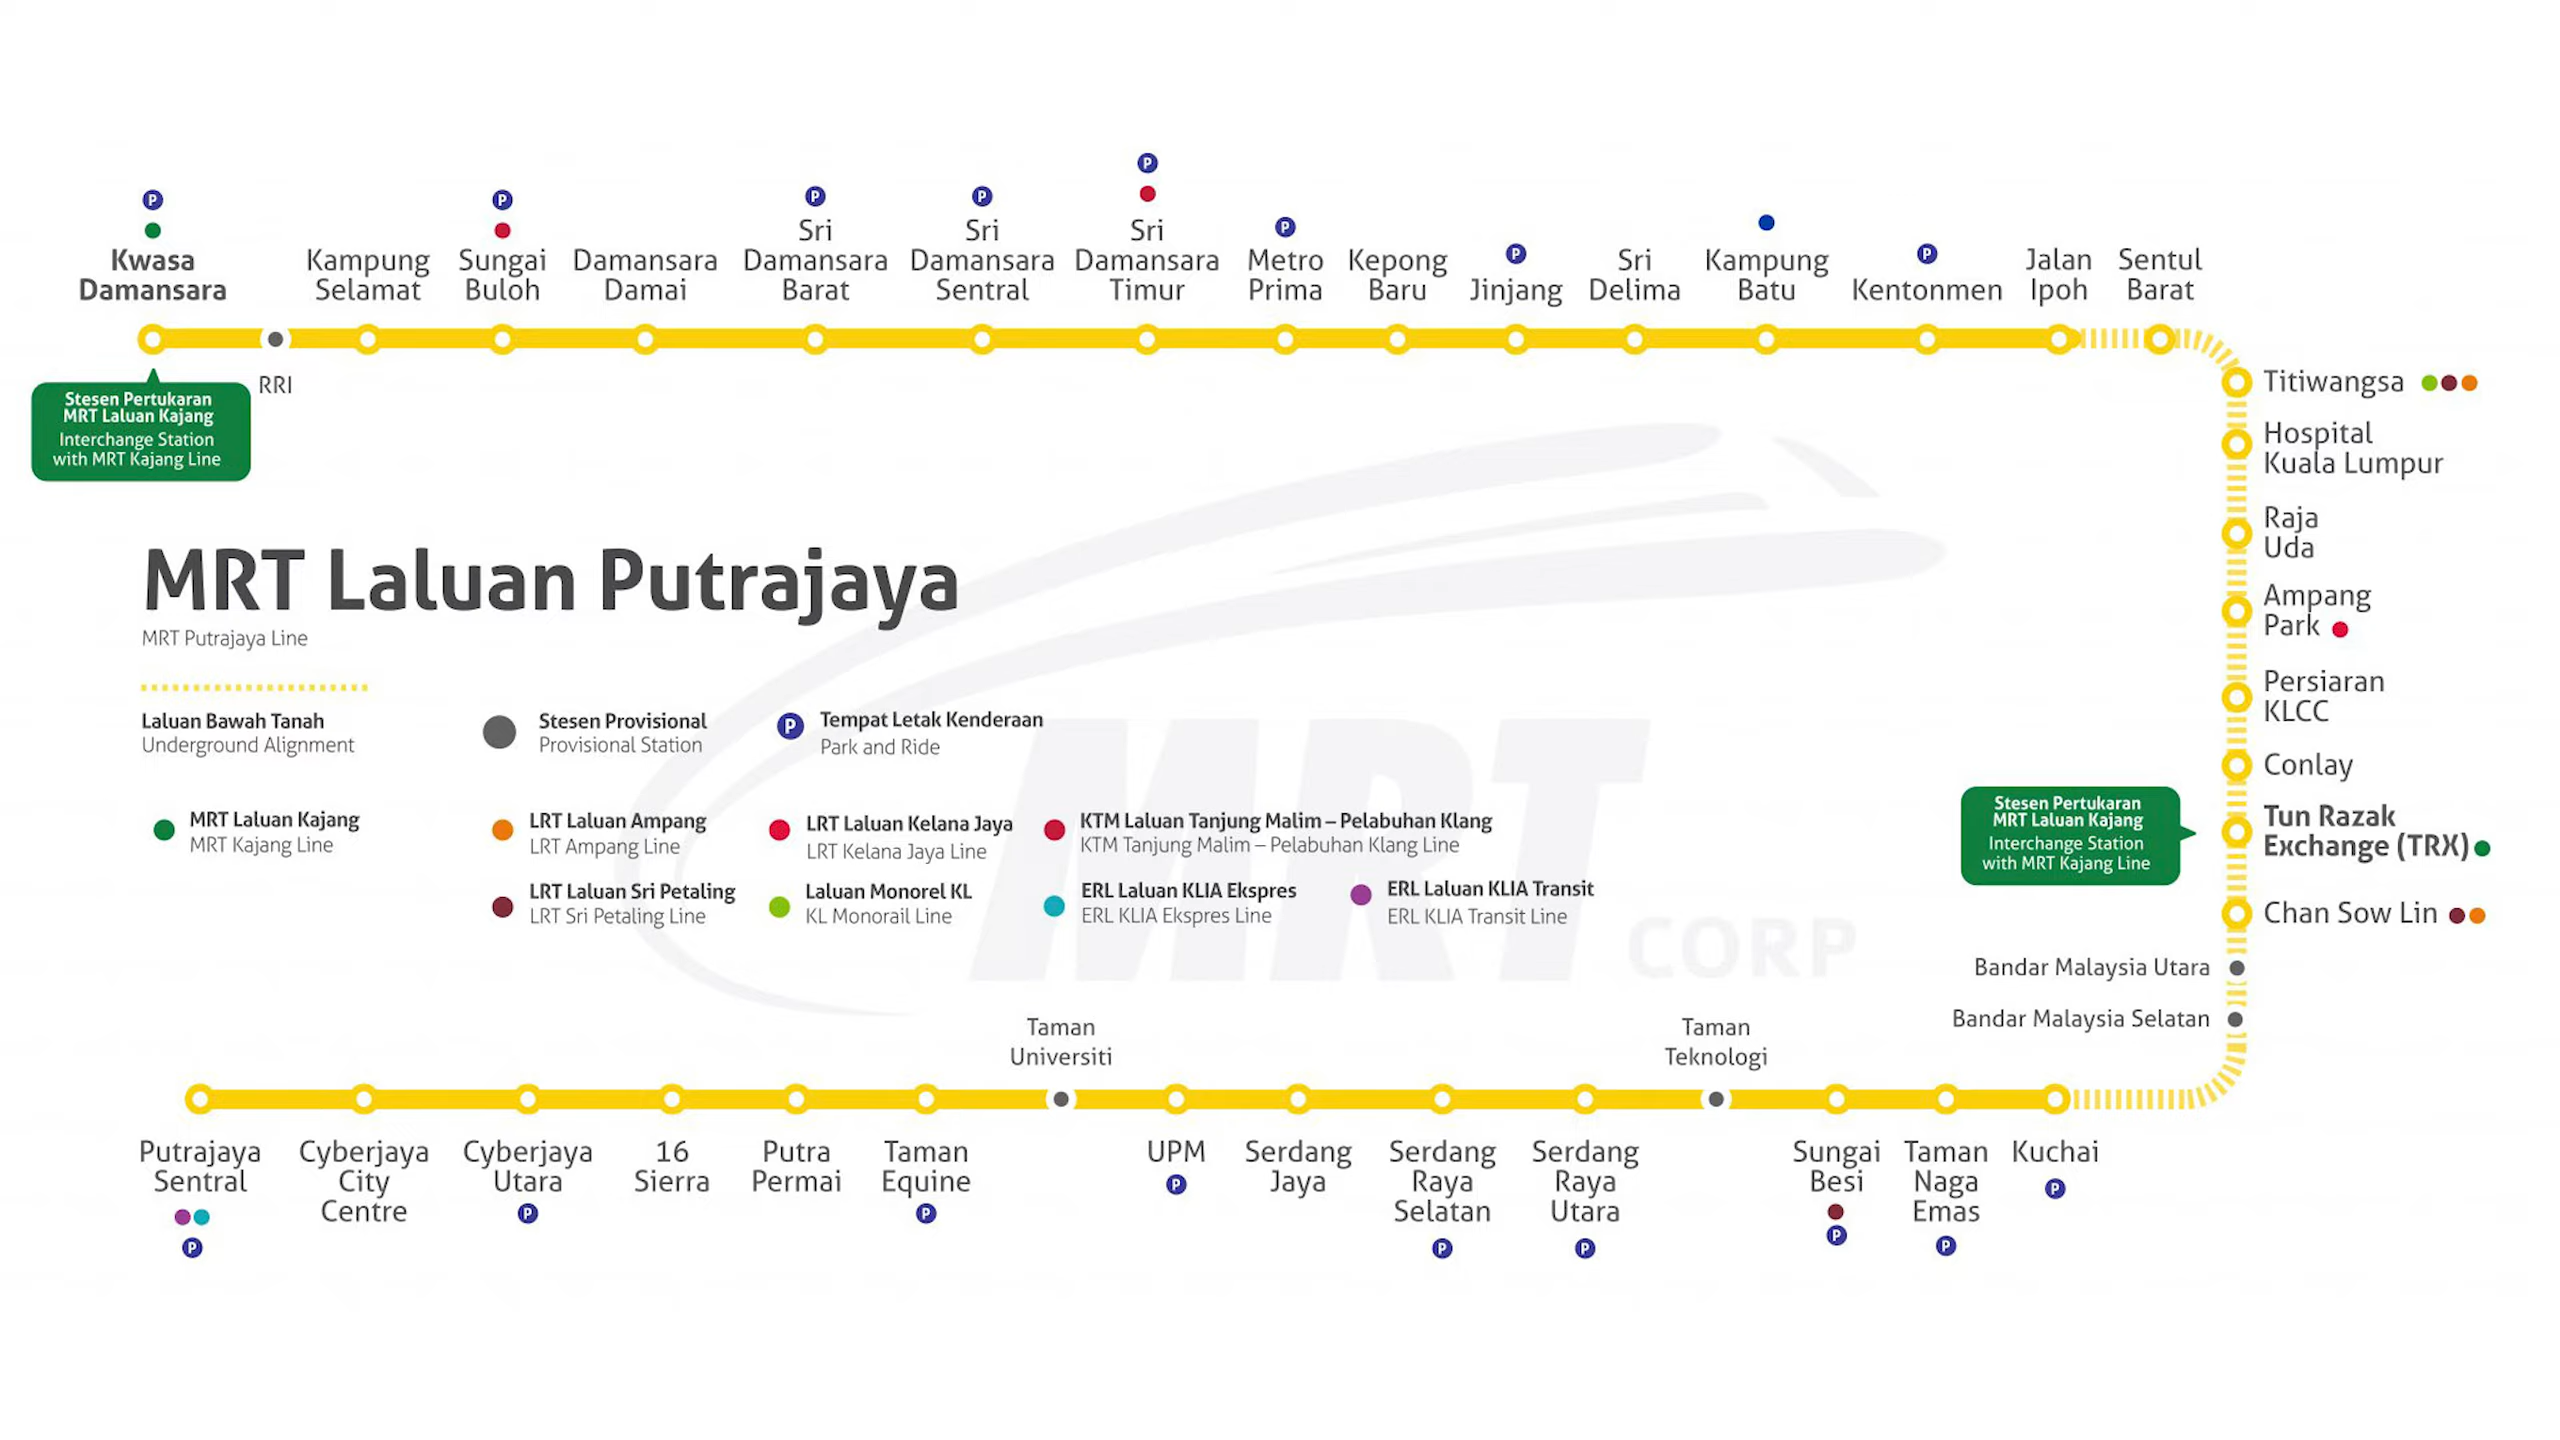 Kwasa
Damansara
Kampung
Selamat
Sungai
Buloh
Damansara
Damai
Sri
Damansara
Barat
Sri
Damansara
Sentral
Sri
Damansara
Timur
Metro
Prima
Kepong
Baru
Jinjang
Sri
Delima
Kampung
Batu
Kentonmen
Jalan
Ipoh
Sentul
Barat
P
P
P
P
P
P
P
P
RRI
Stesen Pertukaran
MRT Laluan Kajang
Interchange Station
with MRT Kajang Line
Titiwangsa
Hospital
Kuala Lumpur
Raja
Uda
Ampang
Park
Persiaran
KLCC
Conlay
Tun Razak
Exchange (TRX)
Chan Sow Lin
Stesen Pertukaran
MRT Laluan Kajang
Interchange Station
with MRT Kajang Line
Bandar Malaysia Utara
Bandar Malaysia Selatan
MRT Laluan Putrajaya
MRT Putrajaya Line
Laluan Bawah Tanah
Underground Alignment
Stesen Provisional
Provisional Station
P
Tempat Letak Kenderaan
Park and Ride
MRT Laluan Kajang
MRT Kajang Line
LRT Laluan Ampang
LRT Ampang Line
LRT Laluan Kelana Jaya
LRT Kelana Jaya Line
KTM Laluan Tanjung Malim – Pelabuhan Klang
KTM Tanjung Malim – Pelabuhan Klang Line
LRT Laluan Sri Petaling
LRT Sri Petaling Line
Laluan Monorel KL
KL Monorail Line
ERL Laluan KLIA Ekspres
ERL KLIA Ekspres Line
ERL Laluan KLIA Transit
ERL KLIA Transit Line
MRT CORP
Taman
Universiti
Taman
Teknologi
Putrajaya
Sentral
P
Cyberjaya
City
Centre
Cyberjaya
Utara
P
16
Sierra
Putra
Permai
Taman
Equine
P
UPM
P
Serdang
Jaya
Serdang
Raya
Selatan
P
Serdang
Raya
Utara
P
Sungai
Besi
P
Taman
Naga
Emas
P
Kuchai
P